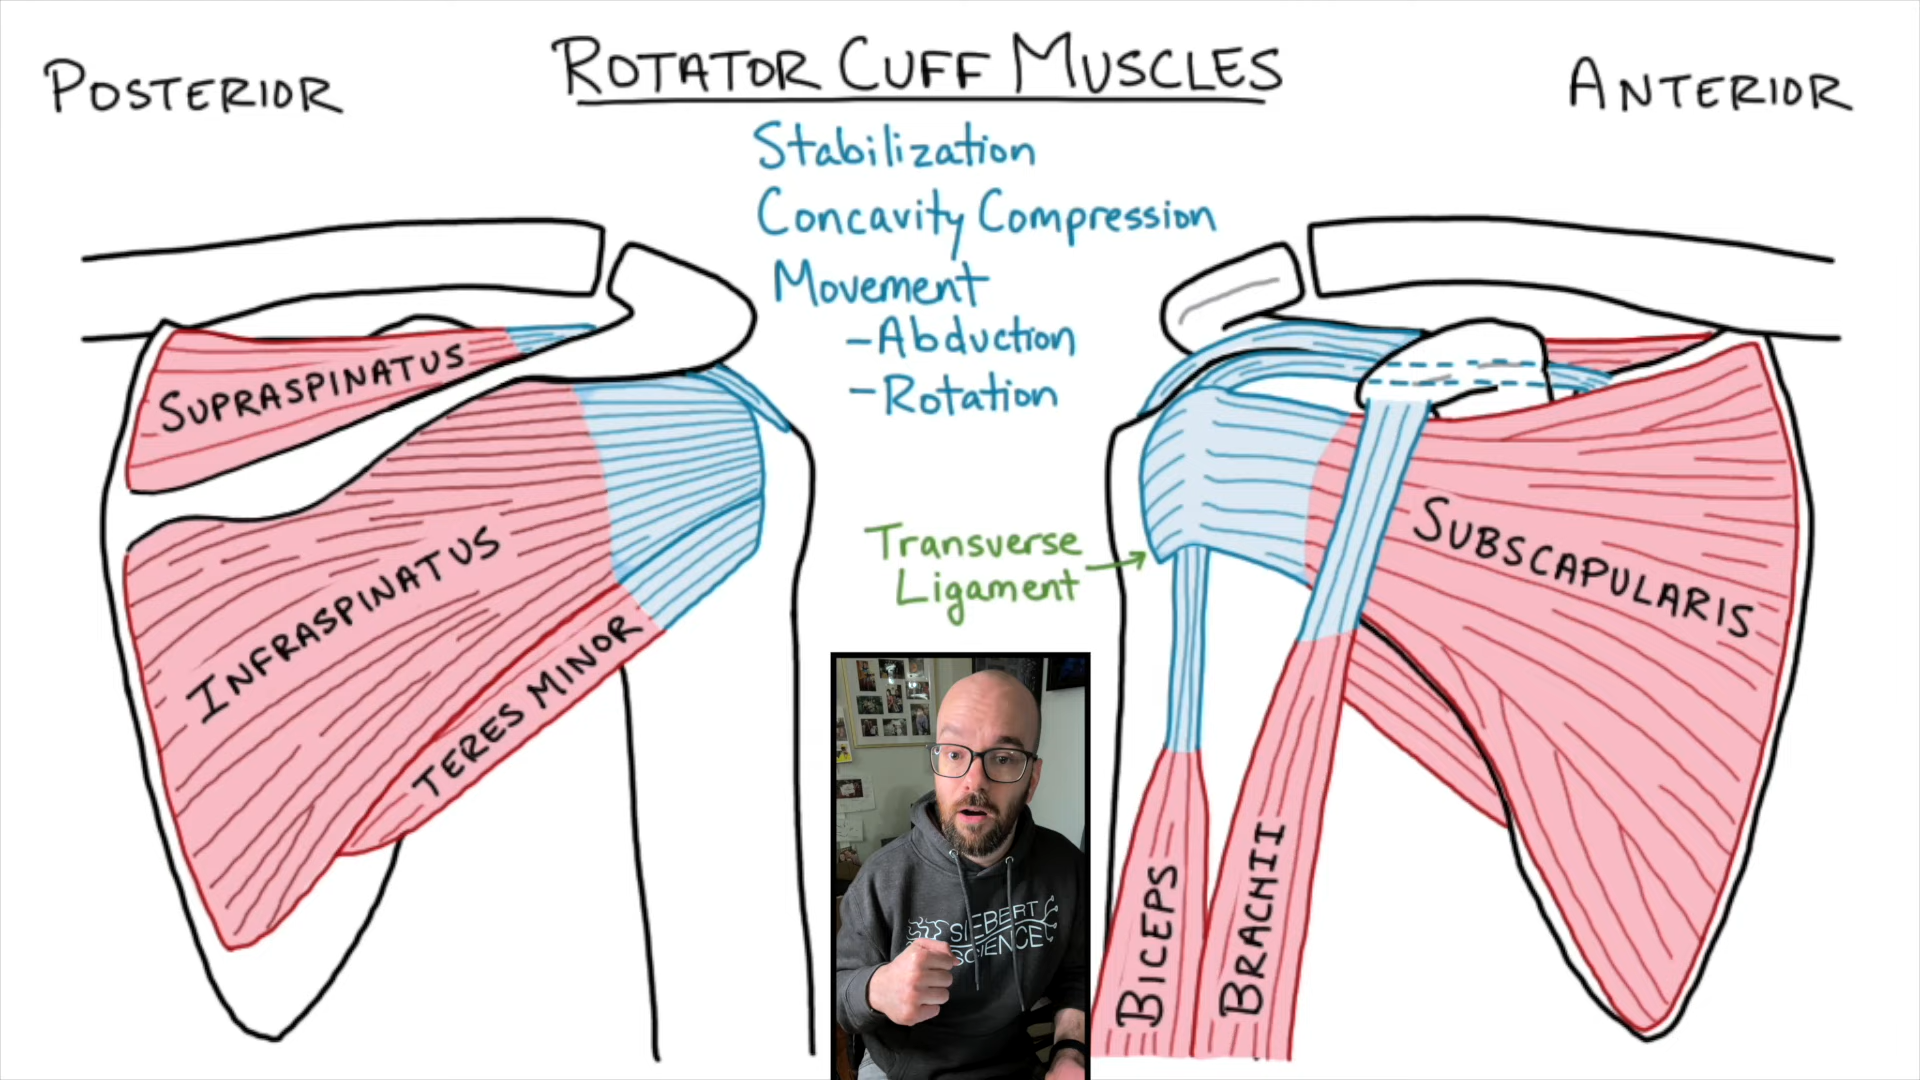 ROTATOR CUFF MUSCLES
POSTERIOR
ANTERIOR
Stabilization
Concavity Compression
Movement
-Abduction
-Rotation
SUPRASPINATUS
INFRASPINATUS
TERES MINOR
Transverse
Ligament
SUBSCAPULARIS
BICEPS
BRACHII
SIEBERT
SCIENCE